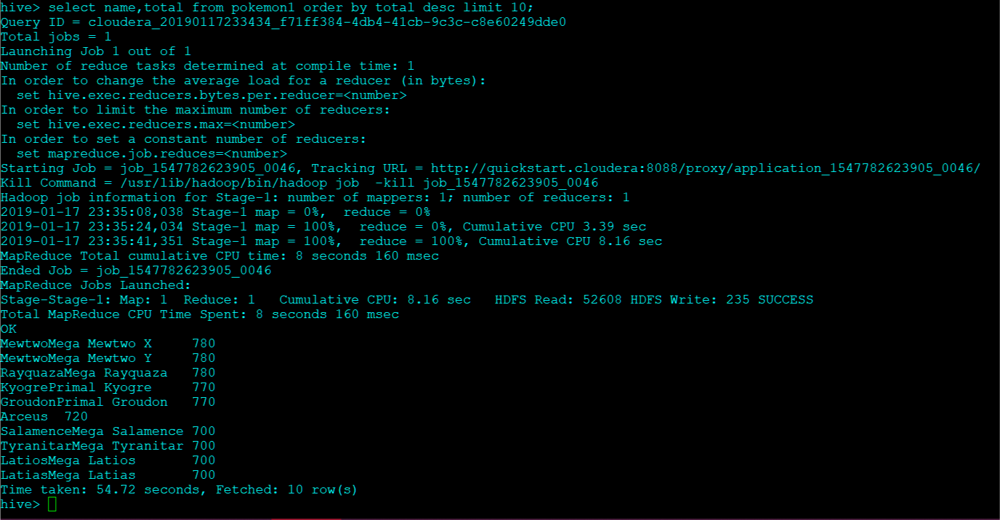 hive> select name,total from pokemon1 order by total desc limit 10;
Query ID = cloudera_20190117233434_f71ff384-4db4-41cb-9c3c-c8e60249dde0
Total jobs = 1
Launching Job 1 out of 1
Number of reduce tasks determined at compile time: 1
In order to change the average load for a reducer (in bytes):
  set hive.exec.reducers.bytes.per.reducer=<number>
In order to limit the maximum number of reducers:
  set hive.exec.reducers.max=<number>
In order to set a constant number of reducers:
  set mapreduce.job.reduces=<number>
Starting Job = job_1547782623905_0046, Tracking URL = http://quickstart.cloudera:8088/proxy/application_1547782623905_0046/
Kill Command = /usr/lib/hadoop/bin/hadoop job  -kill job_1547782623905_0046
Hadoop job information for Stage-1: number of mappers: 1; number of reducers: 1
2019-01-17 23:35:08,038 Stage-1 map = 0%,  reduce = 0%
2019-01-17 23:35:24,034 Stage-1 map = 100%,  reduce = 0%, Cumulative CPU 3.39 sec
2019-01-17 23:35:41,351 Stage-1 map = 100%,  reduce = 100%, Cumulative CPU 8.16 sec
MapReduce Total cumulative CPU time: 8 seconds 160 msec
Ended Job = job_1547782623905_0046
MapReduce Jobs Launched:
Stage-Stage-1: Map: 1  Reduce: 1   Cumulative CPU: 8.16 sec   HDFS Read: 52608 HDFS Write: 235 SUCCESS
Total MapReduce CPU Time Spent: 8 seconds 160 msec
OK
MewtwoMega Mewtwo X     780
MewtwoMega Mewtwo Y     780
RayquazaMega Rayquaza   780
KyogrePrimal Kyogre     770
GroudonPrimal Groudon   770
Arceus  720
SalamenceMega Salamence 700
TyranitarMega Tyranitar 700
LatiosMega Latios       700
LatiasMega Latias       700
Time taken: 54.72 seconds, Fetched: 10 row(s)
hive>